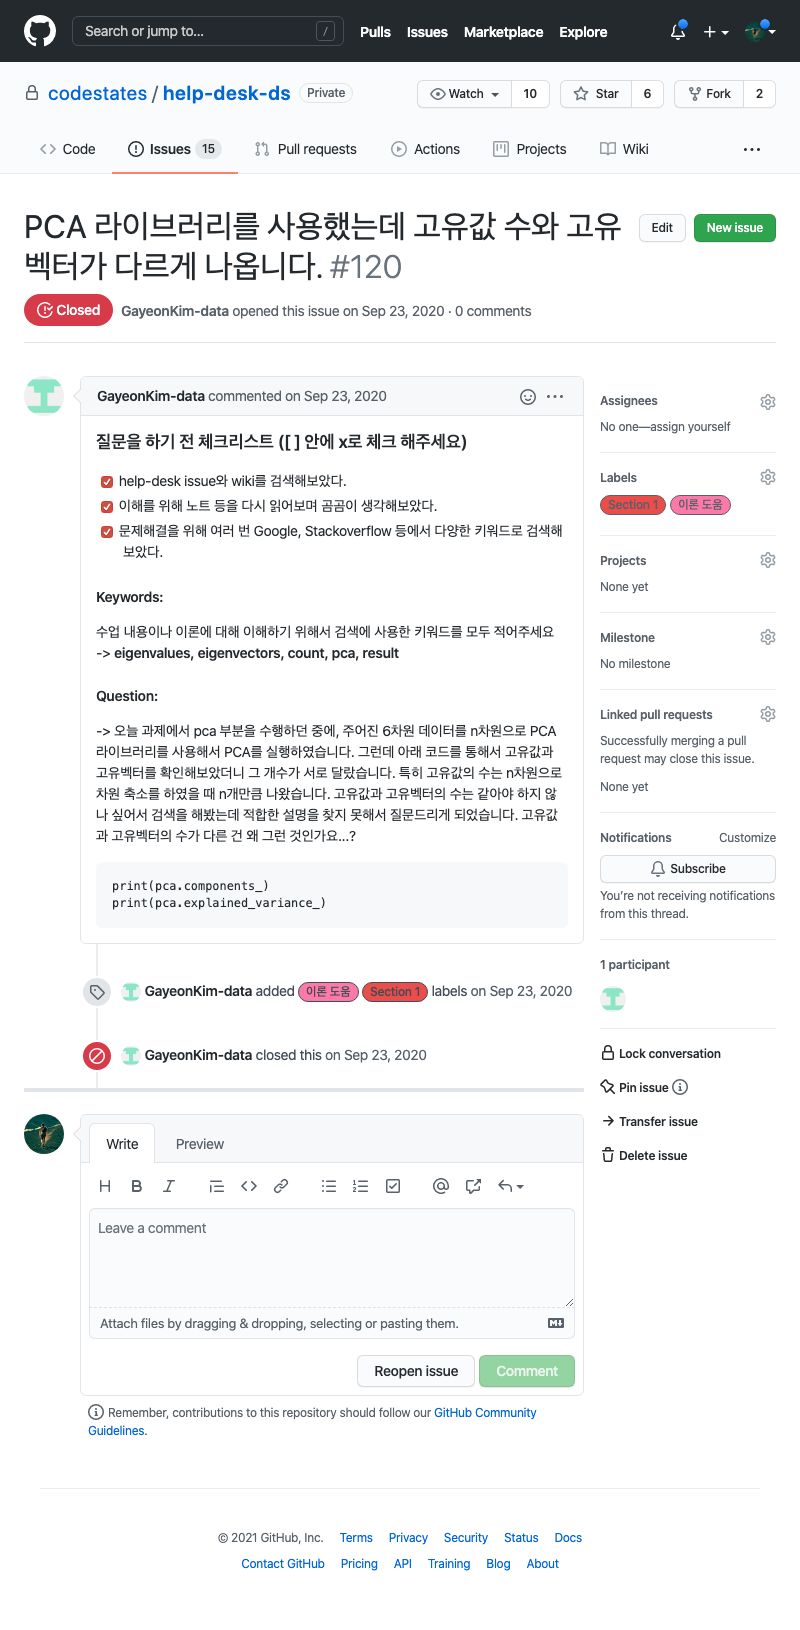 Search or jump to... /
Pulls Issues Marketplace Explore
codestates / help-desk-ds Private
Watch 10 Star 6 Fork 2
Code Issues 15 Pull requests Actions Projects Wiki ...
PCA 라이브러리를 사용했는데 고유값 수와 고유
벡터가 다르게 나옵니다. #120
Edit New issue
Closed GayeonKim-data opened this issue on Sep 23, 2020 · 0 comments
GayeonKim-data commented on Sep 23, 2020
질문을 하기 전 체크리스트 ([ ] 안에 x로 체크 해주세요)
help-desk issue와 wiki를 검색해보았다.
이해를 위해 노트 등을 다시 읽어보며 곰곰이 생각해보았다.
문제해결을 위해 여러 번 Google, Stackoverflow 등에서 다양한 키워드로 검색해
보았다.
Keywords:
수업 내용이나 이론에 대해 이해하기 위해서 검색에 사용한 키워드를 모두 적어주세요
-> eigenvalues, eigenvectors, count, pca, result
Question:
-> 오늘 과제에서 pca 부분을 수행하던 중에, 주어진 6차원 데이터를 n차원으로 PCA
라이브러리를 사용해서 PCA를 실행하였습니다. 그런데 아래 코드를 통해서 고유값과
고유벡터를 확인해보았더니 그 개수가 서로 달랐습니다. 특히 고유값의 수는 n차원으로
차원 축소를 하였을 때 n개만큼 나왔습니다. 고유값과 고유벡터의 수는 같아야 하지 않
나 싶어서 검색을 해봤는데 적합한 설명을 찾지 못해서 질문드리게 되었습니다. 고유값
과 고유벡터의 수가 다른 건 왜 그런 것인가요...?
print(pca.components_)
print(pca.explained_variance_)
GayeonKim-data added 이론 도움 Section 1 labels on Sep 23, 2020
GayeonKim-data closed this on Sep 23, 2020
Write Preview
H B I @
Leave a comment
Attach files by dragging & dropping, selecting or pasting them.
Reopen issue Comment
Remember, contributions to this repository should follow our GitHub Community
Guidelines.
Assignees
No one—assign yourself
Labels
Section 1 이론 도움
Projects
None yet
Milestone
No milestone
Linked pull requests
Successfully merging a pull
request may close this issue.
None yet
Notifications Customize
Subscribe
You're not receiving notifications
from this thread.
1 participant
Lock conversation
Pin issue
Transfer issue
Delete issue
© 2021 GitHub, Inc. Terms Privacy Security Status Docs
Contact GitHub Pricing API Training Blog About